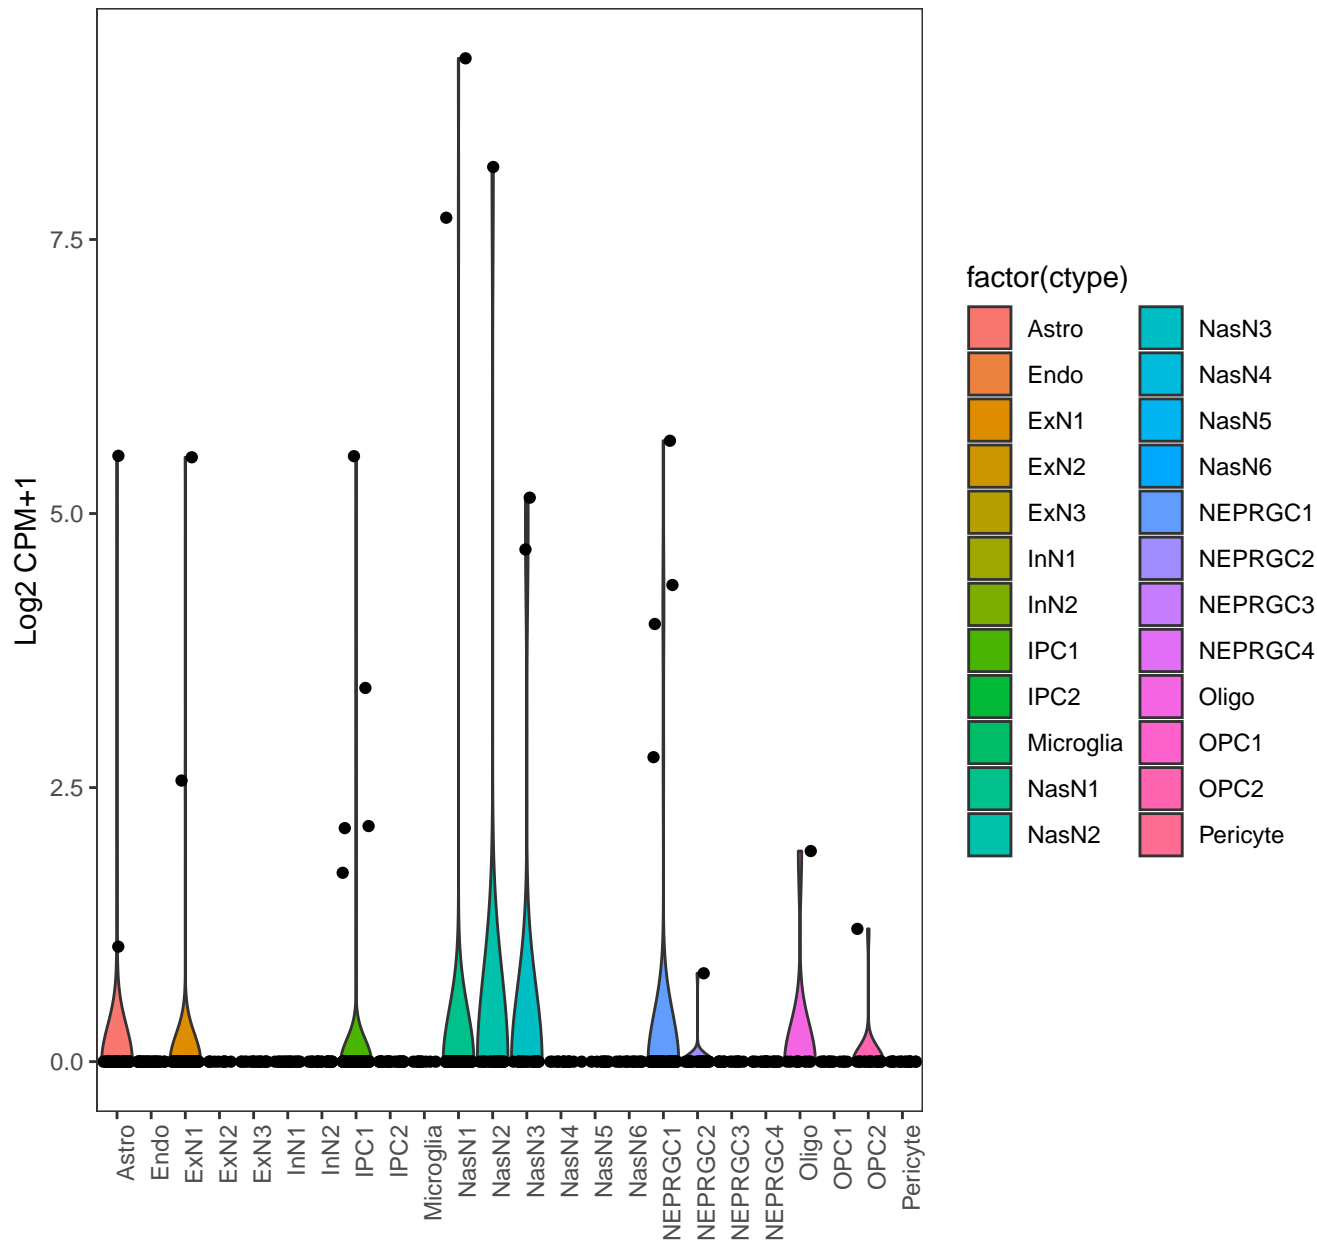 7.5
5.0
2.5
0.0
Log2 CPM+1
Astro
Endo
ExN1
ExN2
ExN3
InN1
InN2
IPC1
IPC2
Microglia
NasN1
NasN2
NasN3
NasN4
NasN5
NasN6
NEPRGC1
NEPRGC2
NEPRGC3
NEPRGC4
Oligo
OPC1
OPC2
Pericyte
factor(ctype)
Astro
Endo
ExN1
ExN2
ExN3
InN1
InN2
IPC1
IPC2
Microglia
NasN1
NasN2
NasN3
NasN4
NasN5
NasN6
NEPRGC1
NEPRGC2
NEPRGC3
NEPRGC4
Oligo
OPC1
OPC2
Pericyte